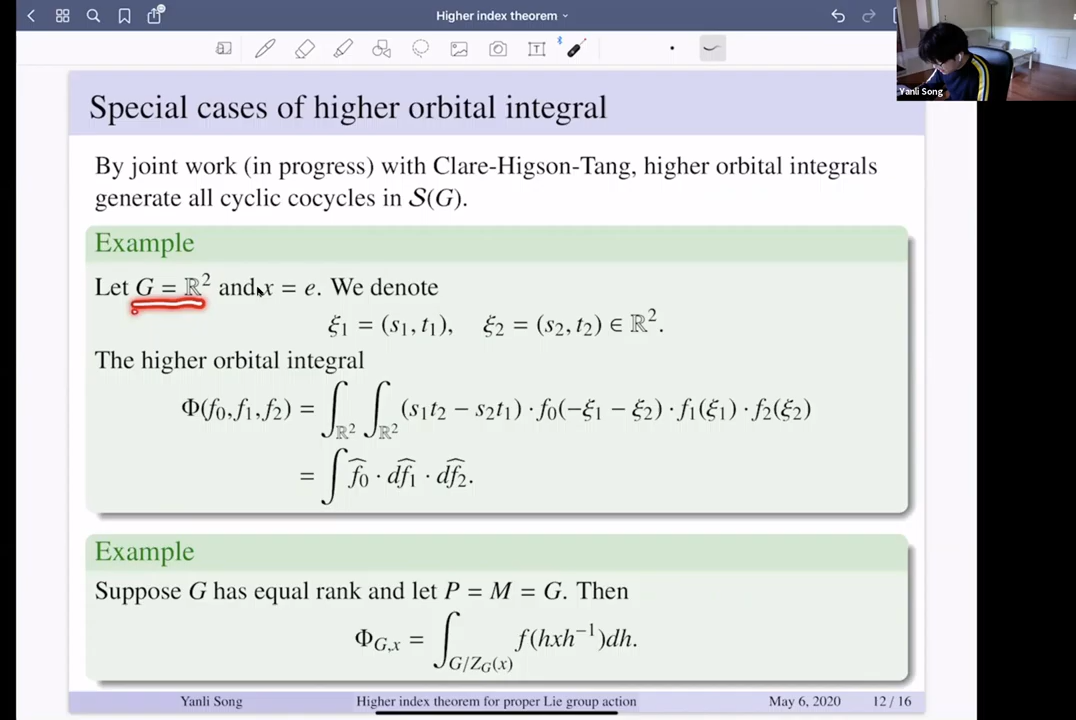 Higher index theorem
Yanli Song
Special cases of higher orbital integral
By joint work (in progress) with Clare-Higson-Tang, higher orbital integrals
generate all cyclic cocycles in 𝒮(G).
Example
Let G = ℝ² and x = e. We denote
ξ₁ = (s₁, t₁),   ξ₂ = (s₂, t₂) ∈ ℝ².
The higher orbital integral
Φ(f₀, f₁, f₂) = ∫_{ℝ²} ∫_{ℝ²} (s₁t₂ − s₂t₁) · f₀(−ξ₁ − ξ₂) · f₁(ξ₁) · f₂(ξ₂)
= ∫ f̂₀ · df̂₁ · df̂₂.
Example
Suppose G has equal rank and let P = M = G. Then
Φ_{G,x} = ∫_{G/Z_G(x)} f(hxh⁻¹)dh.
Yanli Song   Higher index theorem for proper Lie group action   May 6, 2020   12 / 16